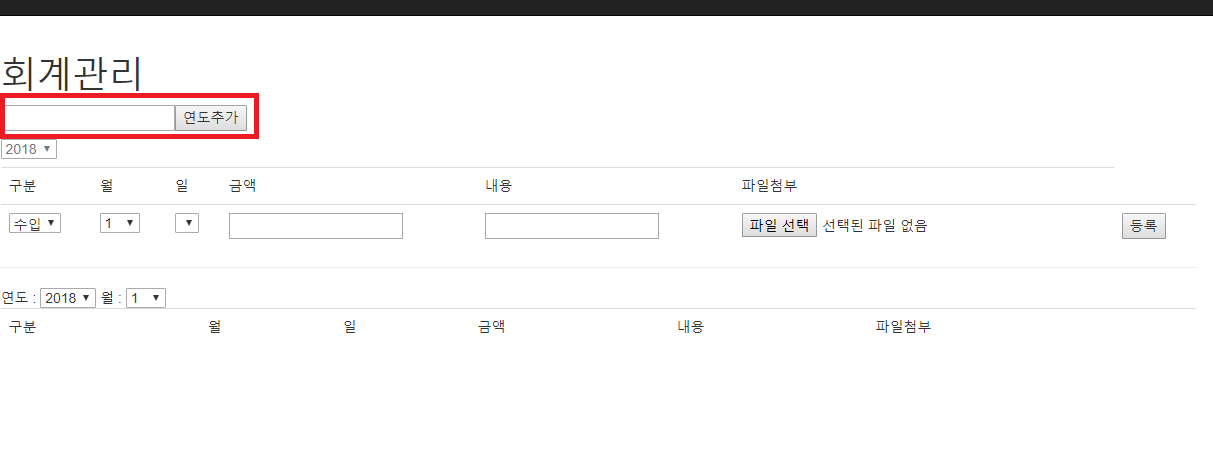 회계관리
연도추가
2018
구분 월 일 금액 내용 파일첨부
수입 1 파일 선택 선택된 파일 없음 등록
연도 : 2018 월 : 1
구분 월 일 금액 내용 파일첨부